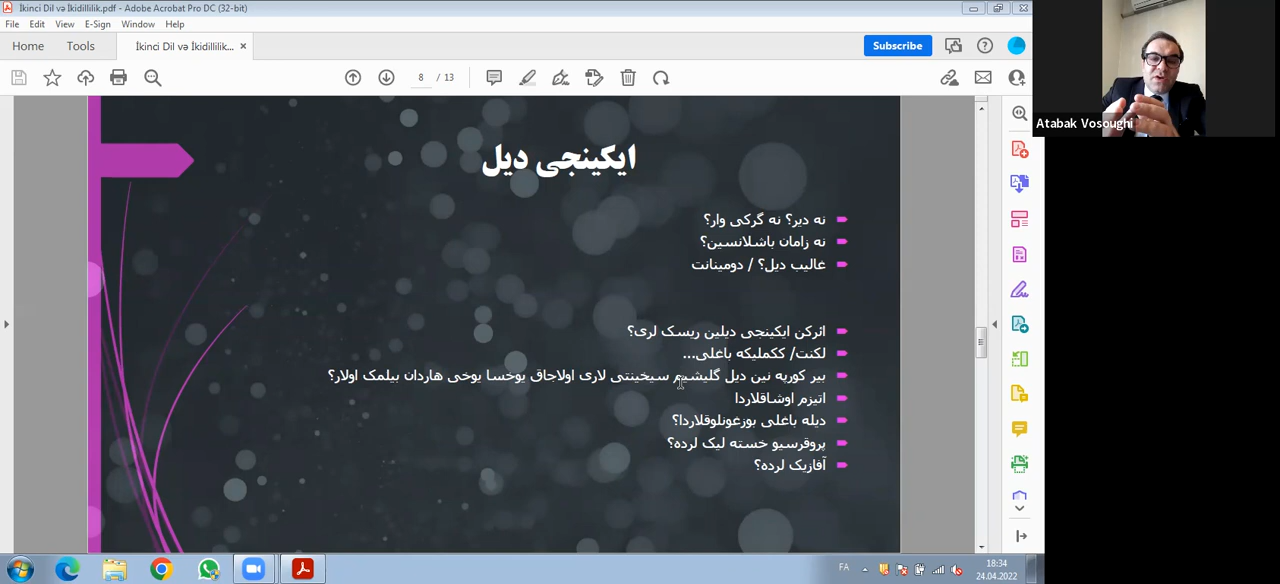 İkinci Dil və İkidillilik.pdf - Adobe Acrobat Pro DC (32-bit)
File Edit View E-Sign Window Help
Home Tools İkinci Dil və İkidillilik,... × Subscribe
8 / 13
Atabak Vosoughi
ایکینجی دیل
نه دیر؟ نه گرکی وار؟
نه زامان باشلانسین؟
غالیب دیل؟ / دومینانت
ائرکن ایکینجی دیلین ریسک لری؟
لکنت/ ککملیکه باغلی...
بیر کورپه نین دیل گلیشیم سیخینتی لاری اولاجاق یوخسا یوخی هاردان بیلمک اولار؟
اتیزم اوشاقلاردا
دیله باغلی بوزغونلوقلاردا؟
پروقرسیو خسته لیک لرده؟
آفازیک لرده؟
FA 18:34
24.04.2022